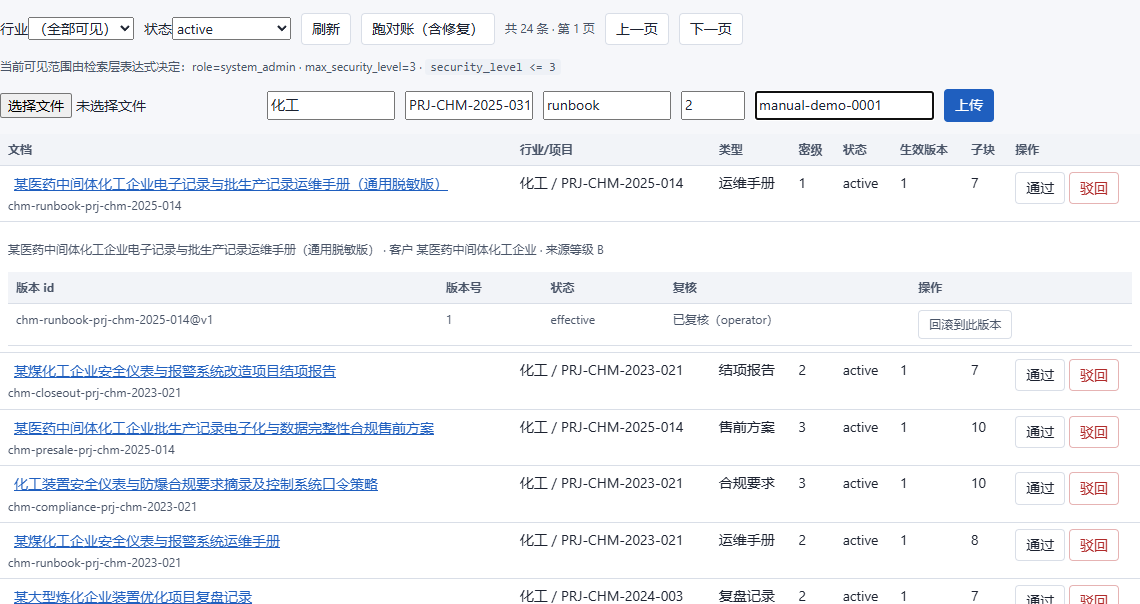 行业 （全部可见） 状态 active 刷新 跑对账（含修复） 共 24 条 · 第 1 页 上一页 下一页
当前可见范围由检索层表达式决定：role=system_admin · max_security_level=3 · security_level <= 3
选择文件 未选择文件 化工 PRJ-CHM-2025-031 runbook 2 manual-demo-0001 上传
文档 行业/项目 类型 密级 状态 生效版本 子块 操作
某医药中间体化工企业电子记录与批生产记录运维手册（通用脱敏版） 化工 / PRJ-CHM-2025-014 运维手册 1 active 1 7 通过 驳回
chm-runbook-prj-chm-2025-014
某医药中间体化工企业电子记录与批生产记录运维手册（通用脱敏版） · 客户 某医药中间体化工企业 · 来源等级 B
版本 id 版本号 状态 复核 操作
chm-runbook-prj-chm-2025-014@v1 1 effective 已复核（operator） 回滚到此版本
某煤化工企业安全仪表与报警系统改造项目结项报告 化工 / PRJ-CHM-2023-021 结项报告 2 active 1 7 通过 驳回
chm-closeout-prj-chm-2023-021
某医药中间体化工企业批生产记录电子化与数据完整性合规售前方案 化工 / PRJ-CHM-2025-014 售前方案 3 active 1 10 通过 驳回
chm-presale-prj-chm-2025-014
化工装置安全仪表与防爆合规要求摘录及控制系统口令策略 化工 / PRJ-CHM-2023-021 合规要求 3 active 1 10 通过 驳回
chm-compliance-prj-chm-2023-021
某煤化工企业安全仪表与报警系统运维手册 化工 / PRJ-CHM-2023-021 运维手册 2 active 1 8 通过 驳回
chm-runbook-prj-chm-2023-021
某大型炼化企业装置优化项目复盘记录 化工 / PRJ-CHM-2024-003 复盘记录 2 active 1 7 通过 驳回